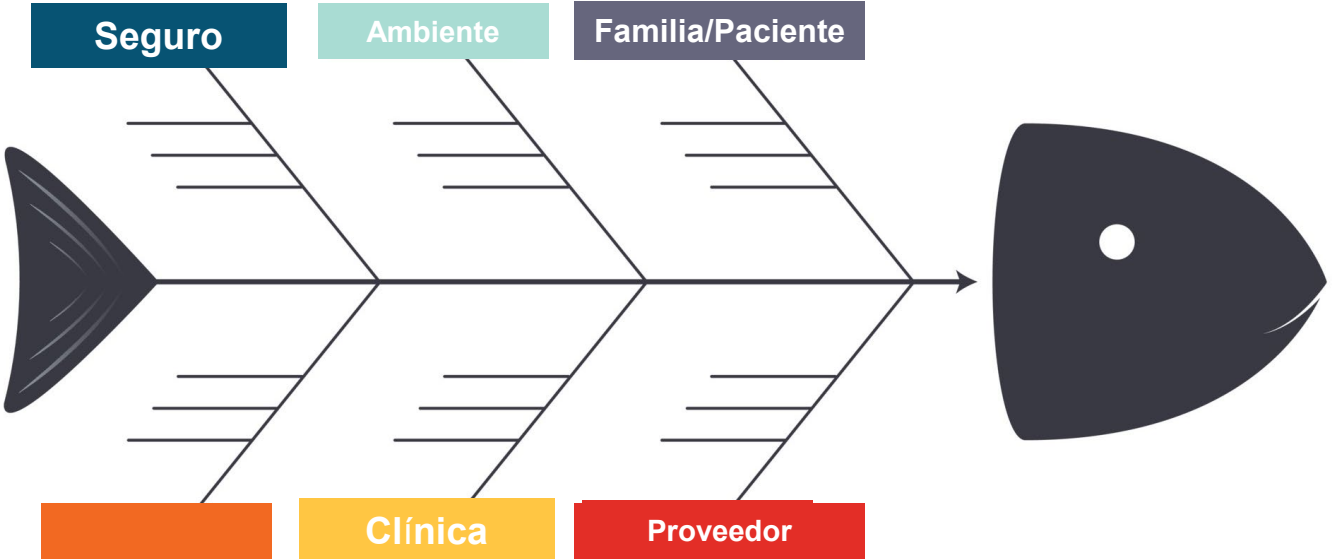 Seguro
Ambiente
Familia/Paciente
Clínica
Proveedor